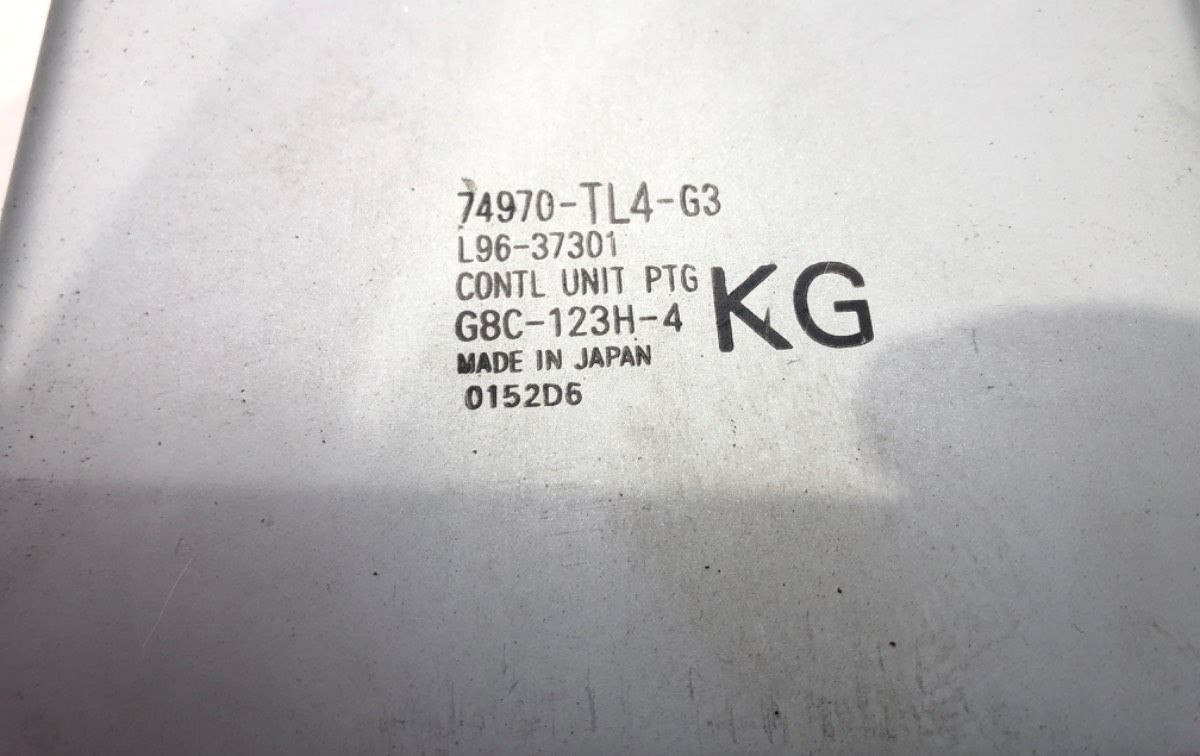 74970-TL4-G3
L96-37301
CONTL UNIT PTG
KG
G8C-123H-4
MADE IN JAPAN
0152D6